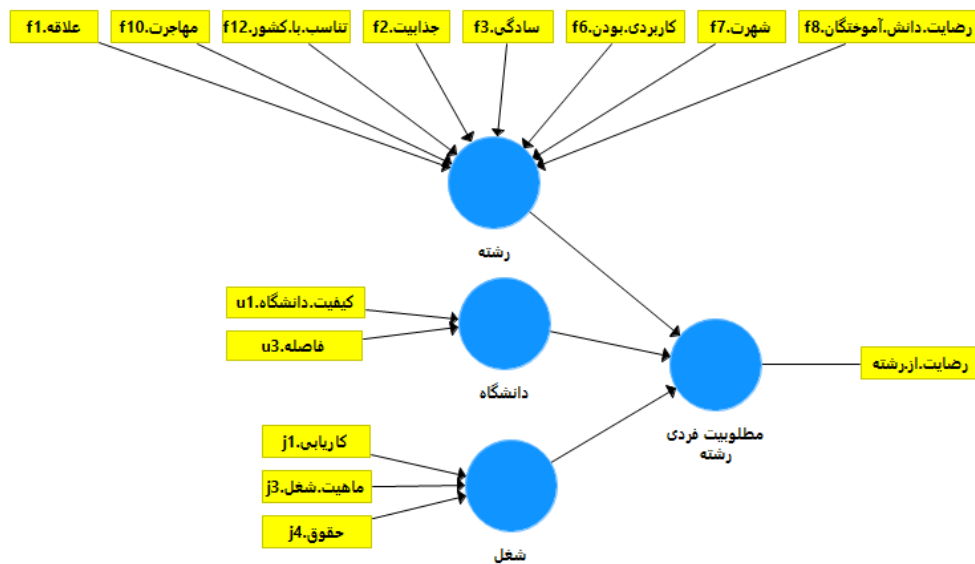 f1.علاقه
f10.مهاجرت
f12.تناسب.با.کشور
f2.جذابیت
f3.سادگی
f6.کاربردی.بودن
f7.شهرت
f8.رضایت.دانش.آموختگان
رشته
u1.کیفیت.دانشگاه
u3.فاصله
دانشگاه
رضایت.از.رشته
مطلوبیت فردی
رشته
j1.کاریابی
j3.ماهیت.شغل
j4.حقوق
شغل